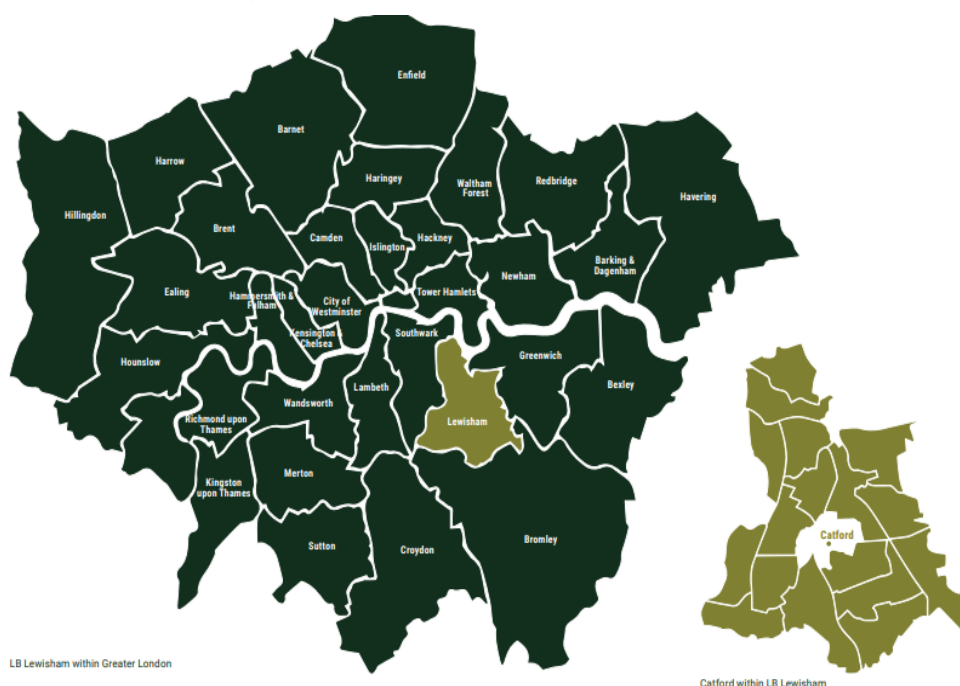 Enfield
Barnet
Harrow
Haringey
Waltham
Forest
Redbridge
Havering
Hillingdon
Brent
Camden
Islington
Hackney
Newham
Barking &
Dagenham
Ealing
Hammersmith &
Fulham
City of
Westminster
Tower Hamlets
Kensington &
Chelsea
Southwark
Hounslow
Greenwich
Lambeth
Bexley
Wandsworth
Richmond upon
Thames
Lewisham
Merton
Kingston
upon Thames
Sutton
Croydon
Bromley
Catford
LB Lewisham within Greater London
Catford within LB Lewisham